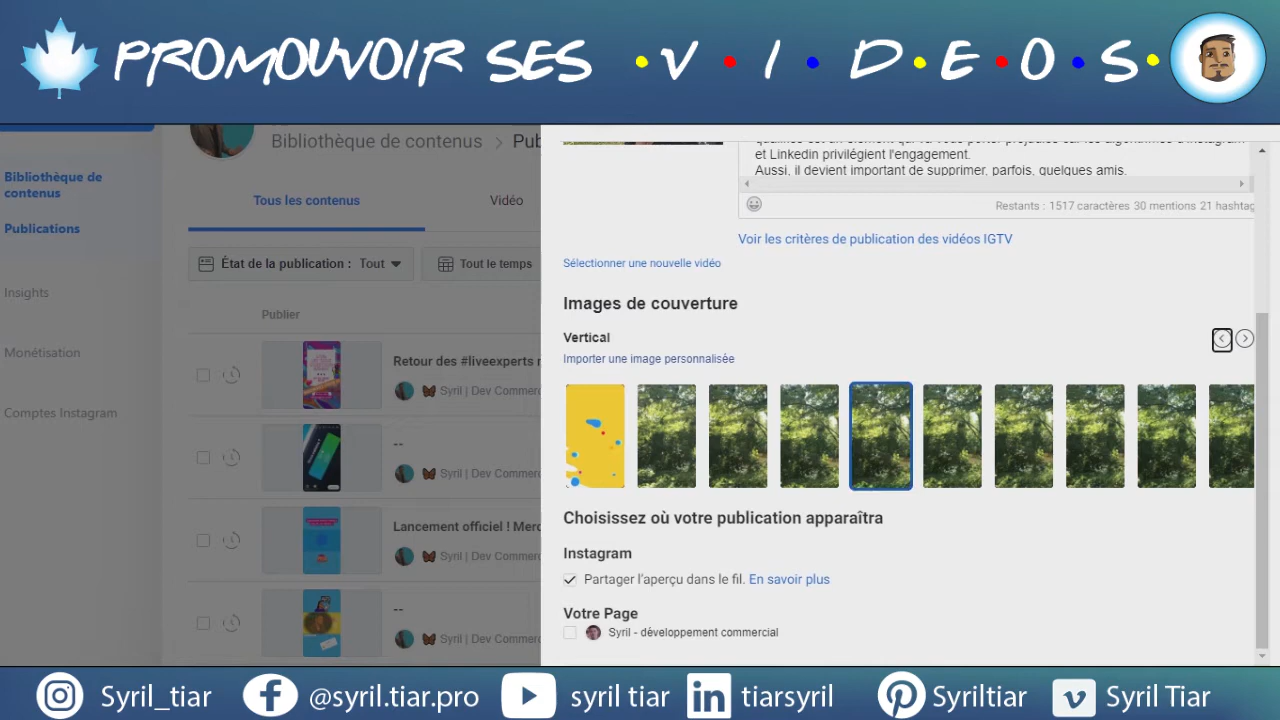 PROMOUVOIR SES V I D E O S
Bibliothèque de contenus
Publications
Insights
Monétisation
Comptes Instagram
Bibliothèque de contenus > Pub
Tous les contenus
Vidéo
État de la publication : Tout
Tout le temps
Publier
Retour des #liveexperts
Syril | Dev Commer
--
Syril | Dev Commer
Lancement officiel ! Merc
Syril | Dev Commer
--
Syril | Dev Commer
et Linkedin privilégient l'engagement.
Aussi, il devient important de supprimer, parfois, quelques amis.
Restants : 1517 caractères 30 mentions 21 hashtag
Voir les critères de publication des vidéos IGTV
Sélectionner une nouvelle vidéo
Images de couverture
Vertical
Importer une image personnalisée
Choisissez où votre publication apparaîtra
Instagram
Partager l'aperçu dans le fil. En savoir plus
Votre Page
Syril - développement commercial
Syril_tiar
@syril.tiar.pro
syril tiar
tiarsyril
Syriltiar
Syril Tiar